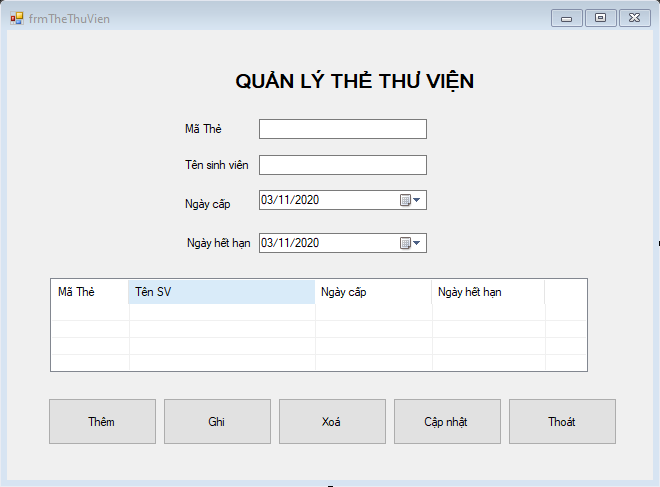 frmTheThuVien
QUẢN LÝ THẺ THƯ VIỆN
Mã Thẻ
Tên sinh viên
Ngày cấp 03/11/2020
Ngày hết hạn 03/11/2020
Mã Thẻ Tên SV Ngày cấp Ngày hết hạn
Thêm Ghi Xoá Cập nhật Thoát